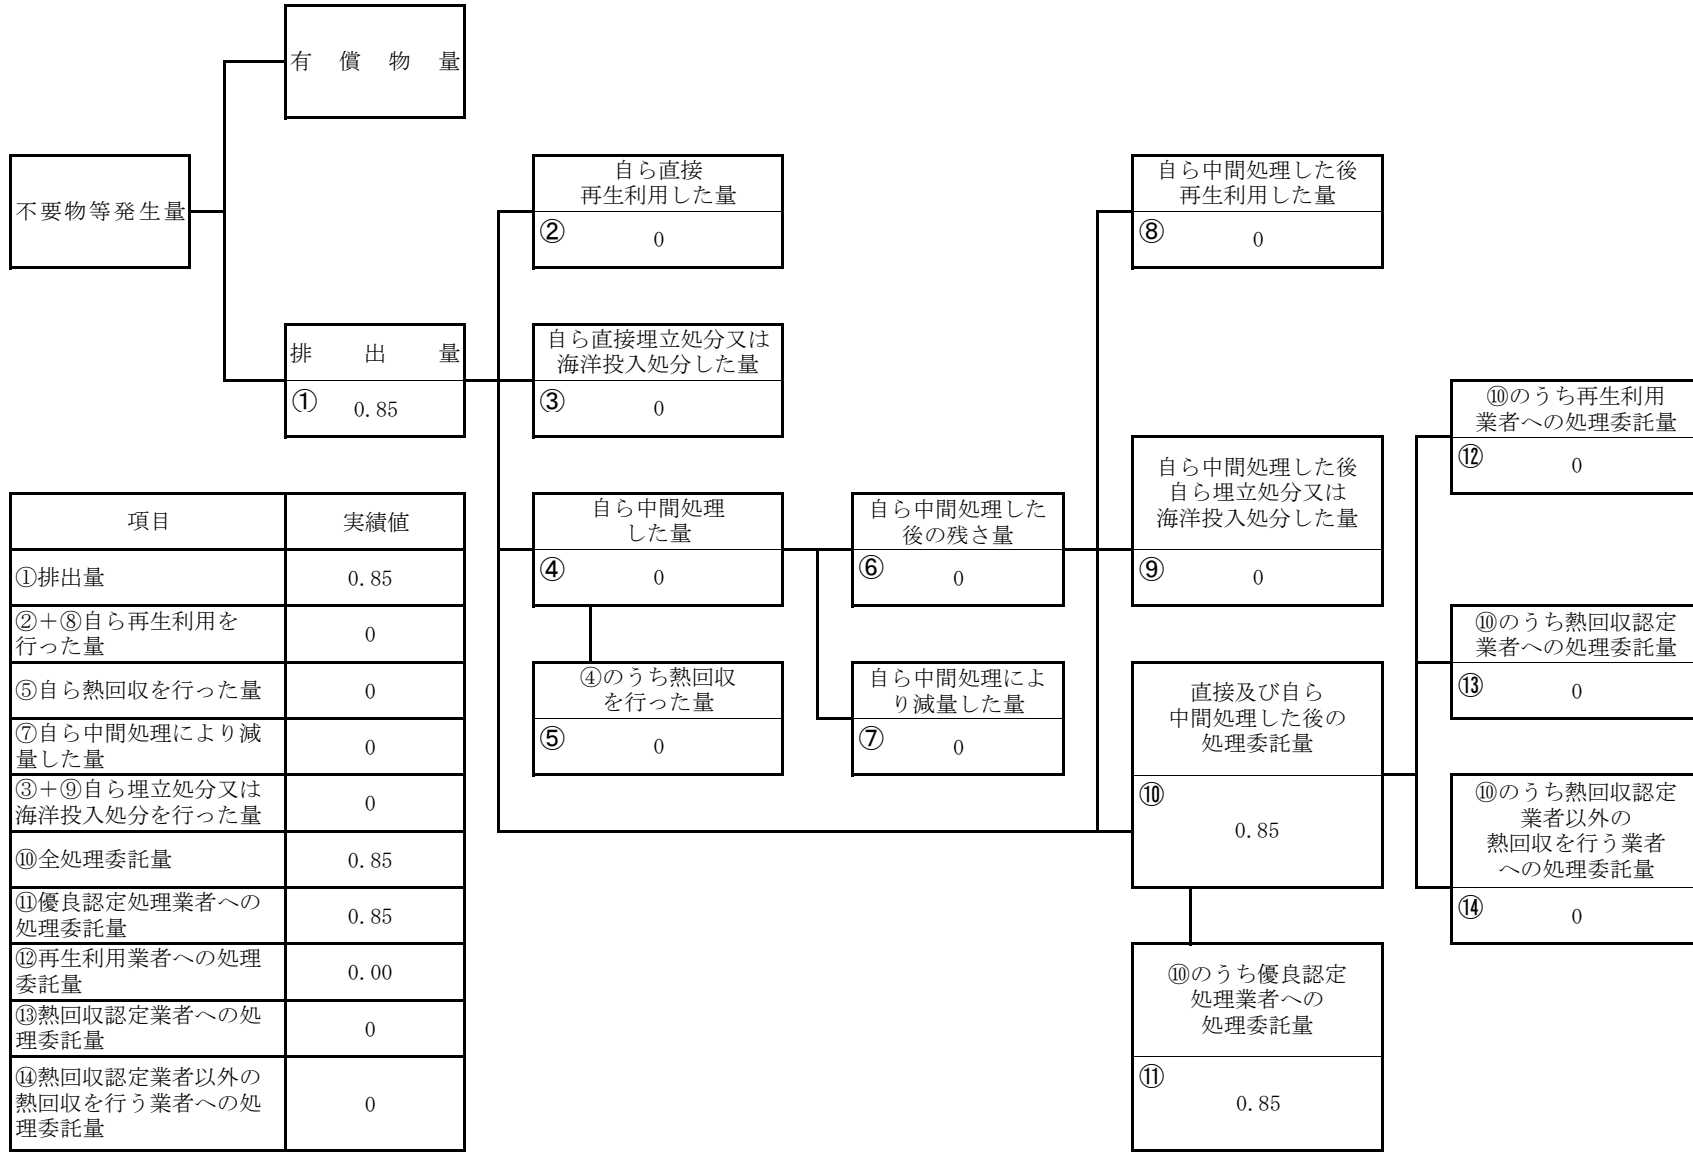 有償物量
不要物等発生量
排出量
① 0.85
自ら直接
再生利用した量
② 0
自ら直接埋立処分又は
海洋投入処分した量
③ 0
自ら中間処理
した量
④ 0
④のうち熱回収
を行った量
⑤ 0
自ら中間処理した
後の残さ量
⑥ 0
自ら中間処理によ
り減量した量
⑦ 0
自ら中間処理した後
再生利用した量
⑧ 0
自ら中間処理した後
自ら埋立処分又は
海洋投入処分した量
⑨ 0
直接及び自ら
中間処理した後の
処理委託量
⑩
0.85
⑩のうち優良認定
処理業者への
処理委託量
⑪
0.85
⑩のうち再生利用
業者への処理委託量
⑫ 0
⑩のうち熱回収認定
業者への処理委託量
⑬ 0
⑩のうち熱回収認定
業者以外の
熱回収を行う業者
への処理委託量
⑭ 0
項目 実績値
①排出量 0.85
②+⑧自ら再生利用を
行った量 0
⑤自ら熱回収を行った量 0
⑦自ら中間処理により減
量した量 0
③+⑨自ら埋立処分又は
海洋投入処分を行った量 0
⑩全処理委託量 0.85
⑪優良認定処理業者への
処理委託量 0.85
⑫再生利用業者への処理
委託量 0.00
⑬熱回収認定業者への処
理委託量 0
⑭熱回収認定業者以外の
熱回収を行う業者への処
理委託量 0